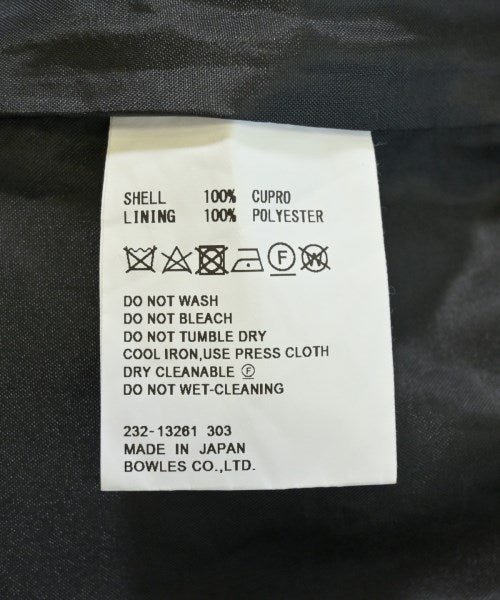 SHELL 100% CUPRO
LINING 100% POLYESTER
F W
DO NOT WASH
DO NOT BLEACH
DO NOT TUMBLE DRY
COOL IRON,USE PRESS CLOTH
DRY CLEANABLE Ⓕ
DO NOT WET-CLEANING
232-13261 303
MADE IN JAPAN
BOWLES CO.,LTD.